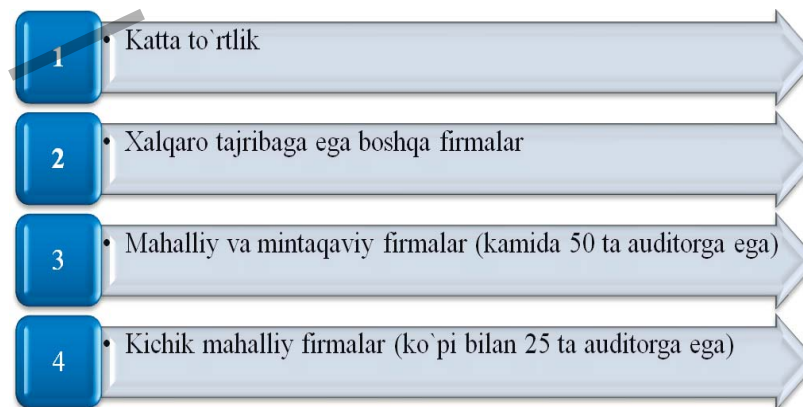 1 • Katta to`rtlik
2 • Xalqaro tajribaga ega boshqa firmalar
3 • Mahalliy va mintaqaviy firmalar (kamida 50 ta auditorga ega)
4 • Kichik mahalliy firmalar (ko`pi bilan 25 ta auditorga ega)